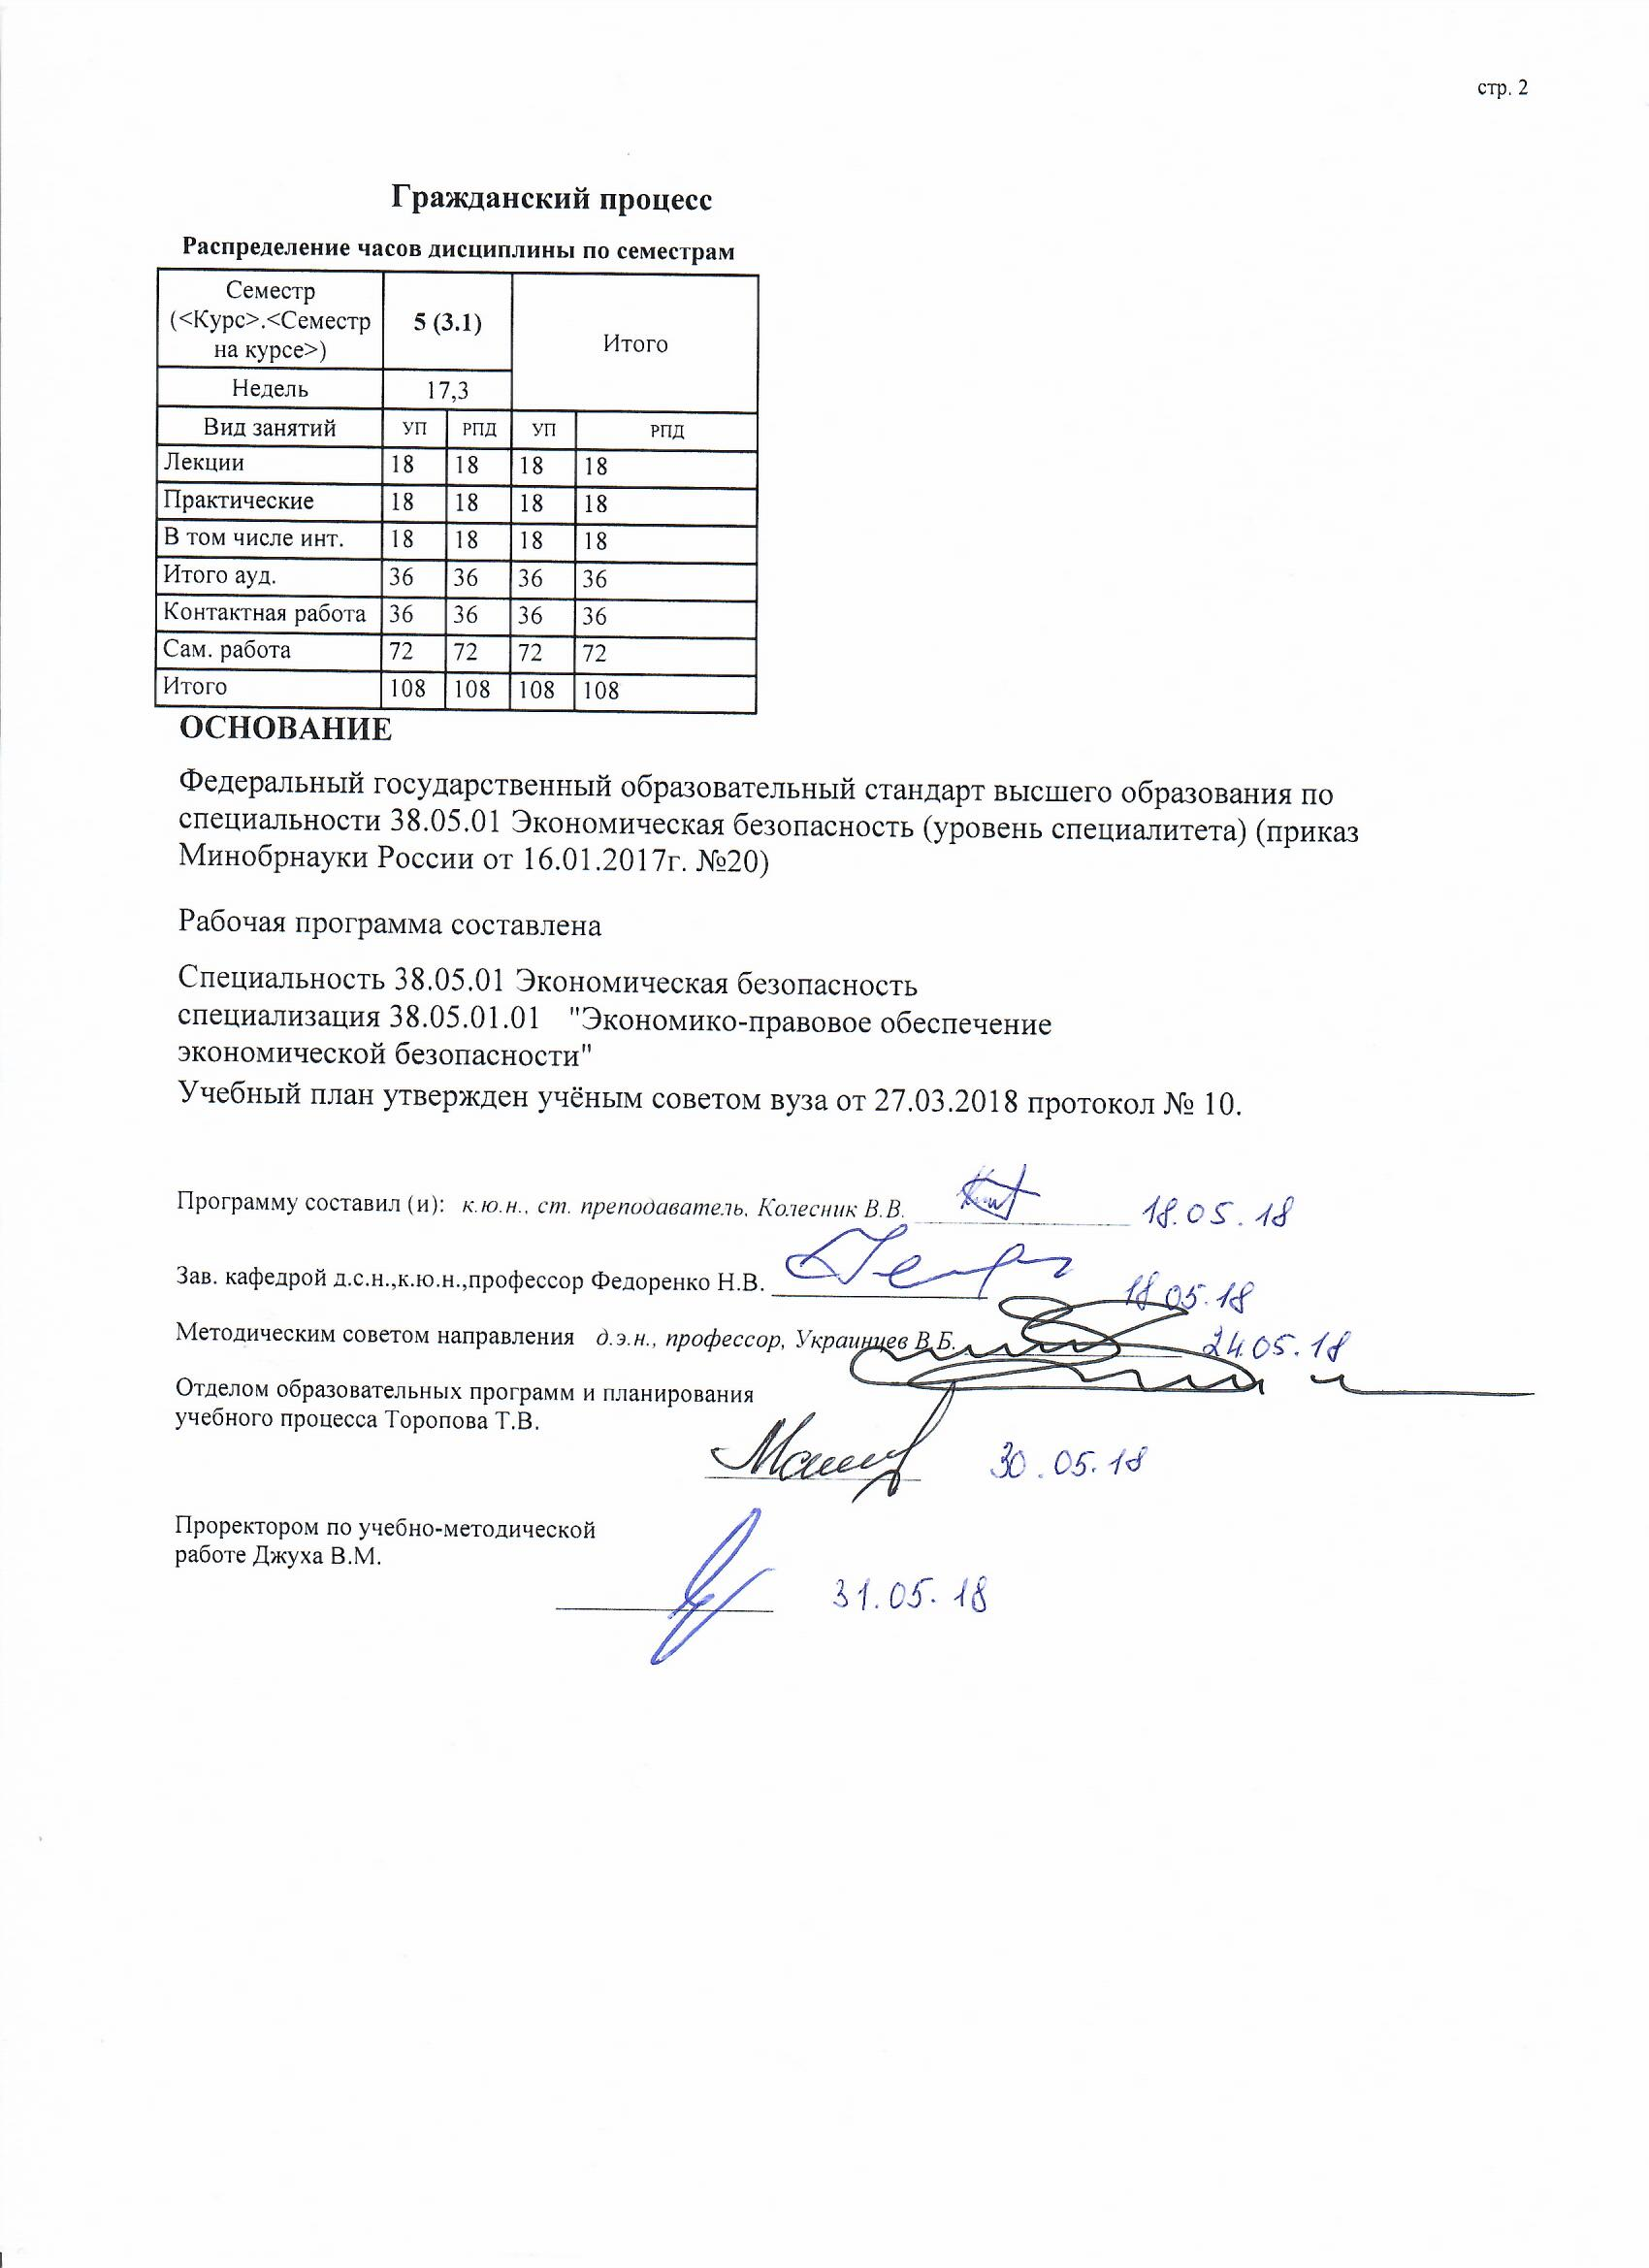 стр. 2
Гражданский процесс
Распределение часов дисциплины по семестрам
Семестр
(<Курс>.<Семестр
на курсе>)
5 (3.1)
Итого
Недель 17,3
Вид занятий УП РПД УП РПД
Лекции 18 18 18 18
Практические 18 18 18 18
В том числе инт. 18 18 18 18
Итого ауд. 36 36 36 36
Контактная работа 36 36 36 36
Сам. работа 72 72 72 72
Итого 108 108 108 108
ОСНОВАНИЕ
Федеральный государственный образовательный стандарт высшего образования по
специальности 38.05.01 Экономическая безопасность (уровень специалитета) (приказ
Минобрнауки России от 16.01.2017г. №20)
Рабочая программа составлена
Специальность 38.05.01 Экономическая безопасность
специализация 38.05.01.01 "Экономико-правовое обеспечение
экономической безопасности"
Учебный план утвержден учёным советом вуза от 27.03.2018 протокол № 10.
Программу составил (и): к.ю.н., ст. преподаватель, Колесник В.В. 18.05.18
Зав. кафедрой д.с.н.,к.ю.н.,профессор Федоренко Н.В. 18.05.18
Методическим советом направления д.э.н., профессор, Украинцев В.Б. 24.05.18
Отделом образовательных программ и планирования
учебного процесса Торопова Т.В.
30.05.18
Проректором по учебно-методической
работе Джуха В.М.
31.05.18